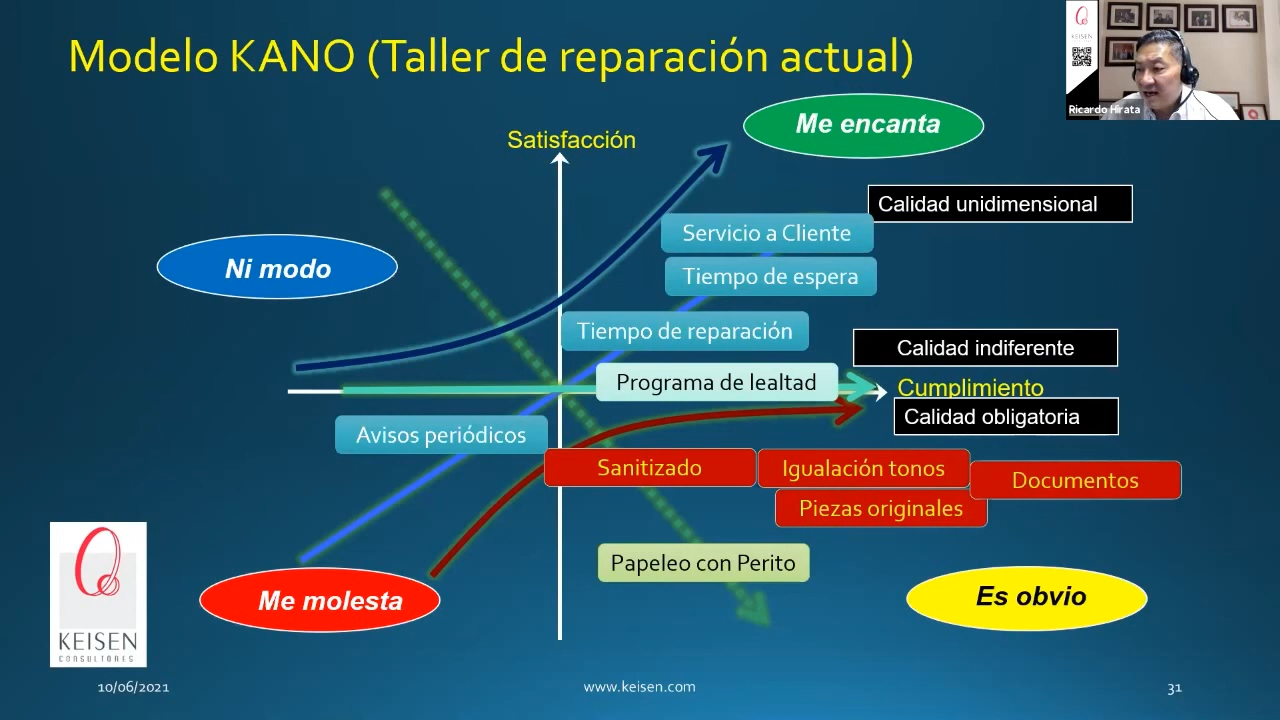 Modelo KANO (Taller de reparación actual)
KEISEN
Ricardo Hirata
Me encanta
Satisfacción
Calidad unidimensional
Servicio a Cliente
Ni modo
Tiempo de espera
Tiempo de reparación
Calidad indiferente
Programa de lealtad
Cumplimiento
Calidad obligatoria
Avisos periódicos
Sanitizado
Igualación tonos
Documentos
Piezas originales
Papeleo con Perito
Me molesta
Es obvio
KEISEN
CONSULTORES
10/06/2021
www.keisen.com
31